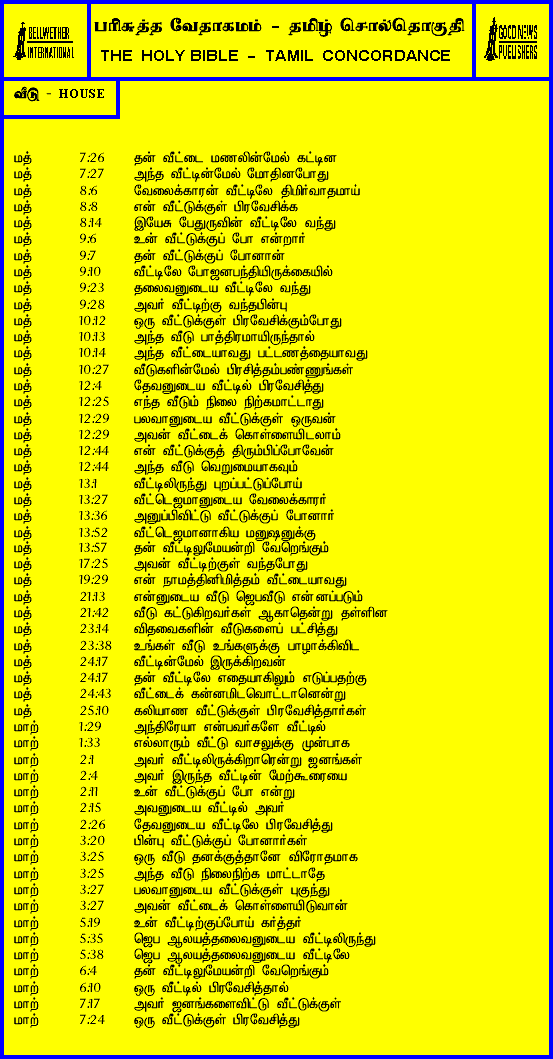 BELLWETHER
INTERNATIONAL
பரிசுத்த வேதாகமம் - தமிழ் சொல்தொகுதி
THE HOLY BIBLE - TAMIL CONCORDANCE
GOOD NEWS
PUBLISHERS
வீடு - HOUSE
மத் 7:26 தன் வீட்டை மணலின்மேல் கட்டின
மத் 7:27 அந்த வீட்டின்மேல் மோதினபோது
மத் 8:6 வேலைக்காரன் வீட்டிலே திமிர்வாதமாய்
மத் 8:8 என் வீட்டுக்குள் பிரவேசிக்க
மத் 8:14 இயேசு பேதுருவின் வீட்டிலே வந்து
மத் 9:6 உன் வீட்டுக்குப் போ என்றார்
மத் 9:7 தன் வீட்டுக்குப் போனான்
மத் 9:10 வீட்டிலே போஜனபந்தியிருக்கையில்
மத் 9:23 தலைவனுடைய வீட்டிலே வந்து
மத் 9:28 அவர் வீட்டிற்கு வந்தபின்பு
மத் 10:12 ஒரு வீட்டுக்குள் பிரவேசிக்கும்போது
மத் 10:13 அந்த வீடு பாத்திரமாயிருந்தால்
மத் 10:14 அந்த வீட்டையாவது பட்டணத்தையாவது
மத் 10:27 வீடுகளின்மேல் பிரசித்தம்பண்ணுங்கள்
மத் 12:4 தேவனுடைய வீட்டில் பிரவேசித்து
மத் 12:25 எந்த வீடும் நிலை நிற்கமாட்டாது
மத் 12:29 பலவானுடைய வீட்டுக்குள் ஒருவன்
மத் 12:29 அவன் வீட்டைக் கொள்ளையிடலாம்
மத் 12:44 என் வீட்டுக்குத் திரும்பிப்போவேன்
மத் 12:44 அந்த வீடு வெறுமையாகவும்
மத் 13:1 வீட்டிலிருந்து புறப்பட்டுப்போய்
மத் 13:27 வீட்டெஜமானுடைய வேலைக்காரர்
மத் 13:36 அனுப்பிவிட்டு வீட்டுக்குப் போனார்
மத் 13:52 வீட்டெஜமானாகிய மனுஷனுக்கு
மத் 13:57 தன் வீட்டிலுமேயன்றி வேறெங்கும்
மத் 17:25 அவன் வீட்டிற்குள் வந்தபோது
மத் 19:29 என் நாமத்தினிமித்தம் வீட்டையாவது
மத் 21:13 என்னுடைய வீடு ஜெபவீடு என்னப்படும்
மத் 21:42 வீடு கட்டுகிறவர்கள் ஆகாதென்று தள்ளின
மத் 23:14 விதவைகளின் வீடுகளைப் பட்சித்து
மத் 23:38 உங்கள் வீடு உங்களுக்கு பாழாக்கிவிட
மத் 24:17 வீட்டின்மேல் இருக்கிறவன்
மத் 24:17 தன் வீட்டிலே எதையாகிலும் எடுப்பதற்கு
மத் 24:43 வீட்டைக் கன்னமிடவொட்டானென்று
மத் 25:10 கலியாண வீட்டுக்குள் பிரவேசித்தார்கள்
மாற் 1:29 அந்திரேயா என்பவர்களே வீட்டில்
மாற் 1:33 எல்லாரும் வீட்டு வாசலுக்கு முன்பாக
மாற் 2:1 அவர் வீட்டிலிருக்கிறாரென்று ஜனங்கள்
மாற் 2:4 அவர் இருந்த வீட்டின் மேற்கூரையை
மாற் 2:11 உன் வீட்டுக்குப் போ என்று
மாற் 2:15 அவனுடைய வீட்டில் அவர்
மாற் 2:26 தேவனுடைய வீட்டிலே பிரவேசித்து
மாற் 3:20 பின்பு வீட்டுக்குப் போனார்கள்
மாற் 3:25 ஒரு வீடு தனக்குத்தானே விரோதமாக
மாற் 3:25 அந்த வீடு நிலைநிற்க மாட்டாதே
மாற் 3:27 பலவானுடைய வீட்டுக்குள் புகுந்து
மாற் 3:27 அவன் வீட்டைக் கொள்ளையிடுவான்
மாற் 5:19 உன் வீட்டிற்குப்போய் கர்த்தர்
மாற் 5:35 ஜெப ஆலயத்தலைவனுடைய வீட்டிலிருந்து
மாற் 5:38 ஜெப ஆலயத்தலைவனுடைய வீட்டிலே
மாற் 6:4 தன் வீட்டிலுமேயன்றி வேறெங்கும்
மாற் 6:10 ஒரு வீட்டில் பிரவேசித்தால்
மாற் 7:17 அவர் ஜனங்களைவிட்டு வீட்டுக்குள்
மாற் 7:24 ஒரு வீட்டுக்குள் பிரவேசித்து